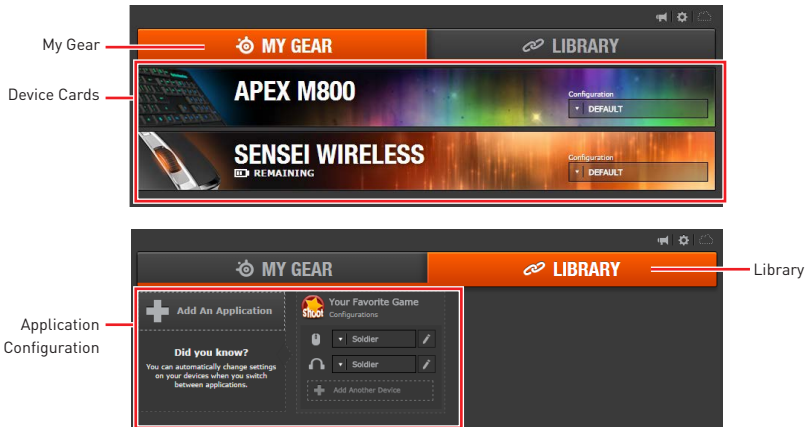 My Gear
MY GEAR
LIBRARY
Device Cards
APEX M800
Configuration
DEFAULT
SENSEI WIRELESS
REMAINING
Configuration
DEFAULT
MY GEAR
LIBRARY
Library
Application
Configuration
Add An Application
Did you know?
You can automatically change settings
on your devices when you switch
between applications.
shoot
Your Favorite Game
Configurations
Soldier
Soldier
Add Another Device